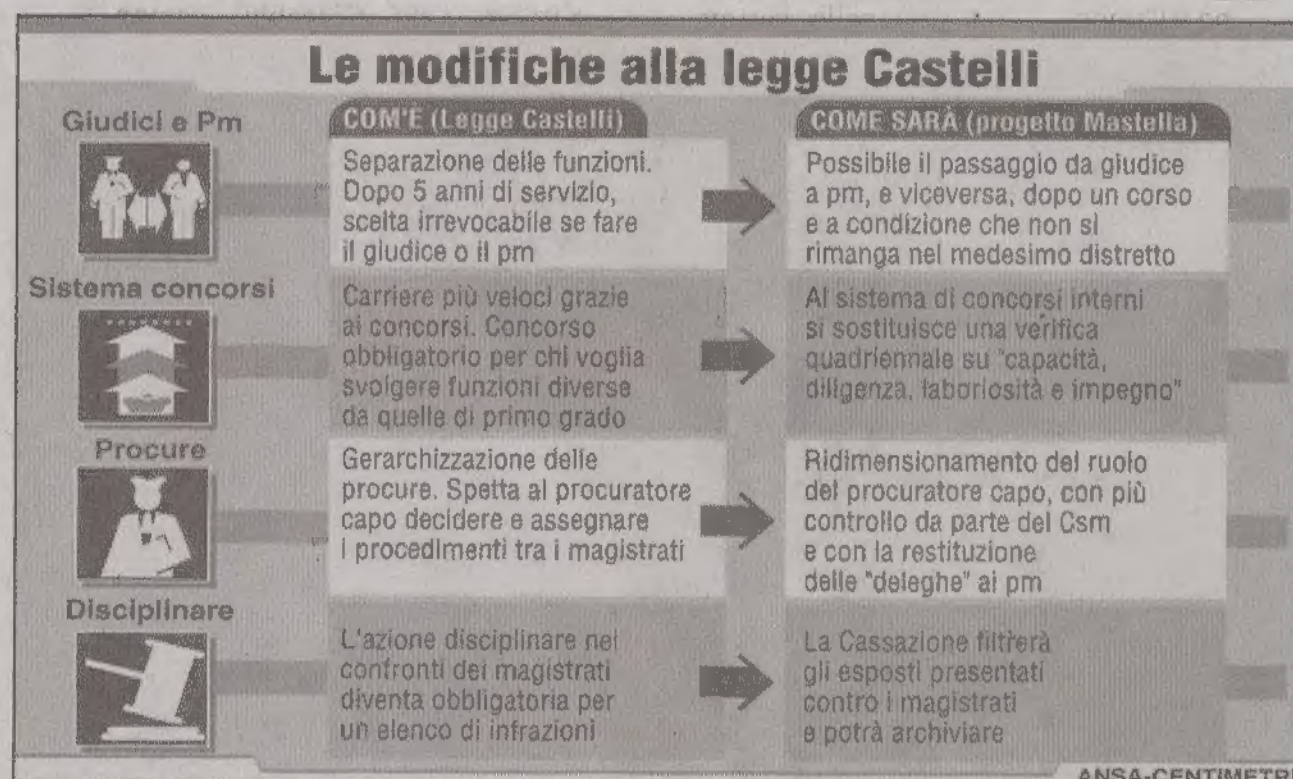 Le modifiche alla legge Castelli
COM'È (Legge Castelli)
COME SARÀ (progetto Mastella)
Giudici e Pm
Separazione delle funzioni.
Dopo 5 anni di servizio,
scelta irrevocabile se fare
il giudice o il pm
Possibile il passaggio da giudice
a pm, e viceversa, dopo un corso
e a condizione che non si
rimanga nel medesimo distretto
Sistema concorsi
Carriere più veloci grazie
ai concorsi. Concorso
obbligatorio per chi voglia
svolgere funzioni diverse
da quelle di primo grado
Al sistema di concorsi interni
si sostituisce una verifica
quadriennale su "capacità,
diligenza, laboriosità e impegno"
Procure
Gerarchizzazione delle
procure. Spetta al procuratore
capo decidere e assegnare
i procedimenti tra i magistrati
Ridimensionamento del ruolo
del procuratore capo, con più
controllo da parte del Csm
e con la restituzione
delle "deleghe" ai pm
Disciplinare
L'azione disciplinare nei
confronti dei magistrati
diventa obbligatoria per
un elenco di infrazioni
La Cassazione filtrerà
gli esposti presentati
contro i magistrati
e potrà archiviare
ANSA-CENTIMETRI